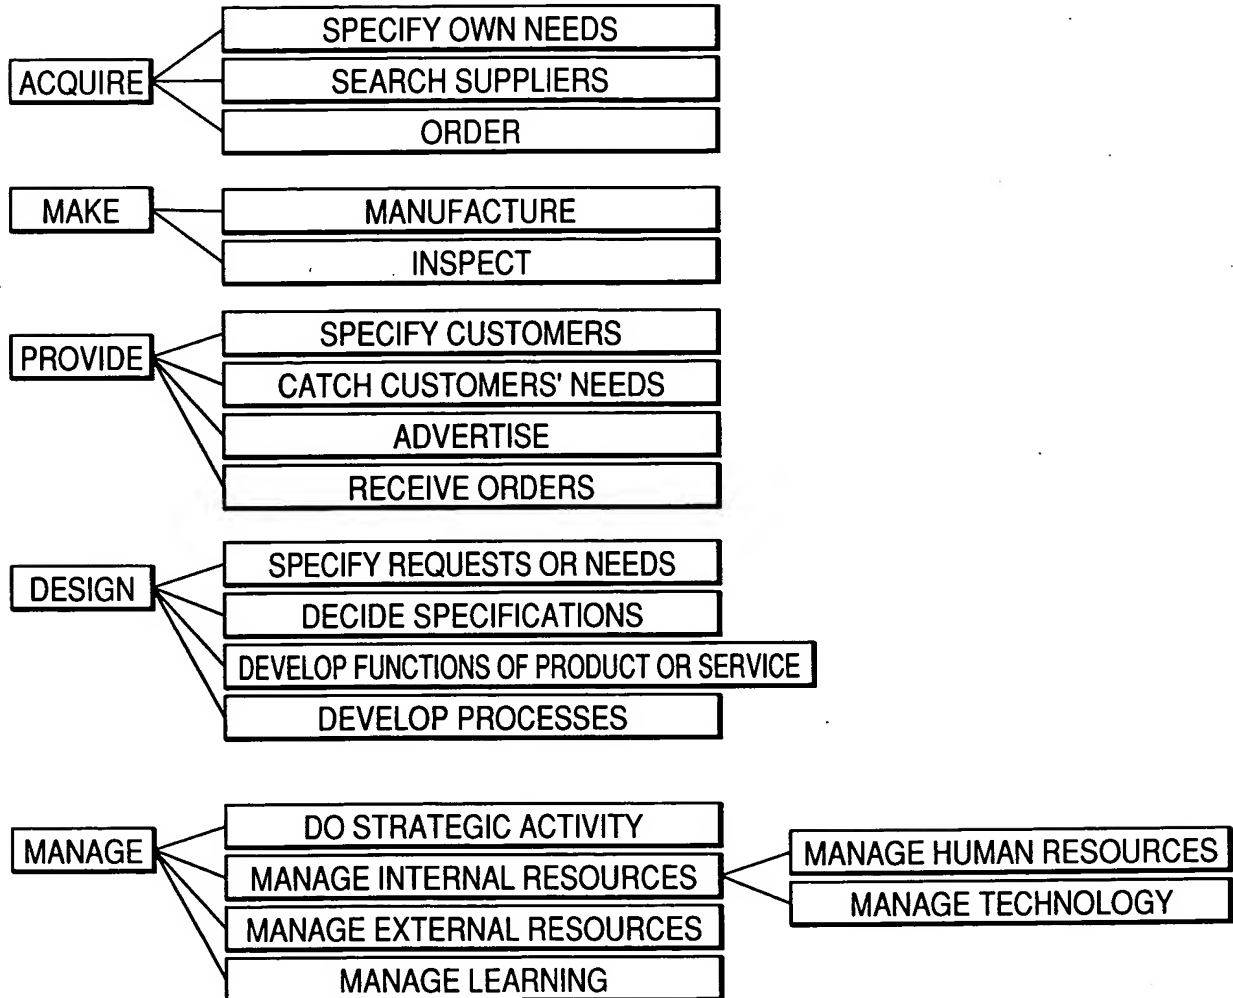 ACQUIRE
SPECIFY OWN NEEDS
SEARCH SUPPLIERS
ORDER
MAKE
MANUFACTURE
INSPECT
PROVIDE
SPECIFY CUSTOMERS
CATCH CUSTOMERS' NEEDS
ADVERTISE
RECEIVE ORDERS
DESIGN
SPECIFY REQUESTS OR NEEDS
DECIDE SPECIFICATIONS
DEVELOP FUNCTIONS OF PRODUCT OR SERVICE
DEVELOP PROCESSES
MANAGE
DO STRATEGIC ACTIVITY
MANAGE INTERNAL RESOURCES
MANAGE HUMAN RESOURCES
MANAGE TECHNOLOGY
MANAGE EXTERNAL RESOURCES
MANAGE LEARNING